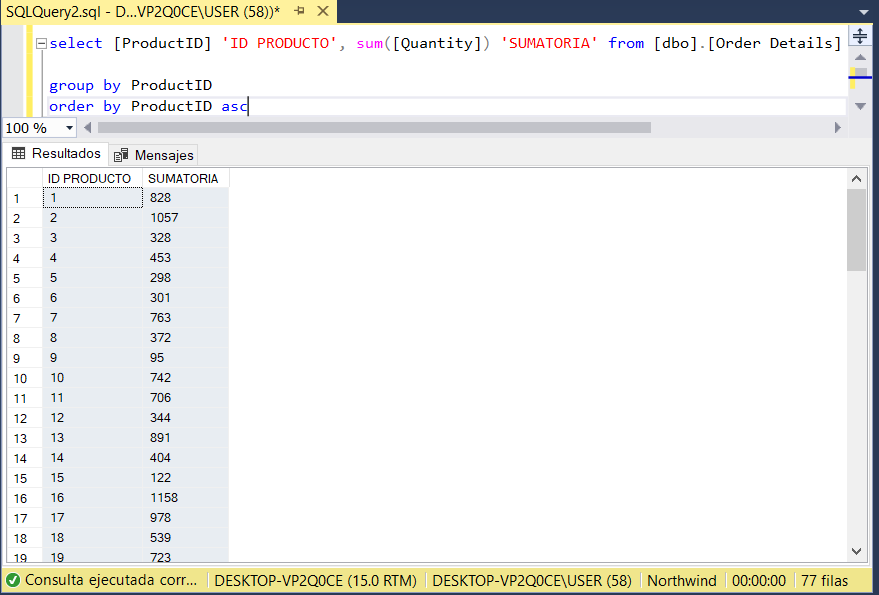 SQLQuery2.sql - D...VP2Q0CE\USER (58))*
select [ProductID] 'ID PRODUCTO', sum([Quantity]) 'SUMATORIA' from [dbo].[Order Details]
group by ProductID
order by ProductID asc
100 %
Resultados Mensajes
ID PRODUCTO SUMATORIA
1 1 828
2 2 1057
3 3 328
4 4 453
5 5 298
6 6 301
7 7 763
8 8 372
9 9 95
10 10 742
11 11 706
12 12 344
13 13 891
14 14 404
15 15 122
16 16 1158
17 17 978
18 18 539
19 19 723
Consulta ejecutada corr... DESKTOP-VP2Q0CE (15.0 RTM) DESKTOP-VP2Q0CE\USER (58) Northwind 00:00:00 77 filas